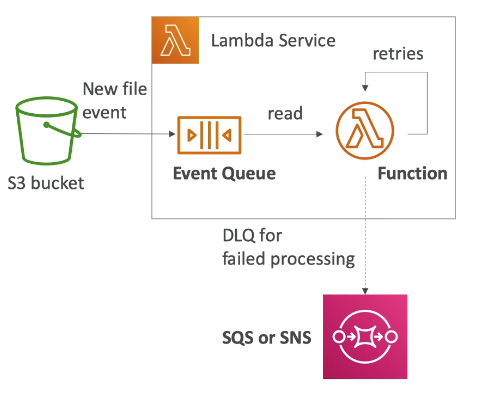 Lambda Service
retries
New file
event
read
S3 bucket
Event Queue
Function
DLQ for
failed processing
SQS or SNS